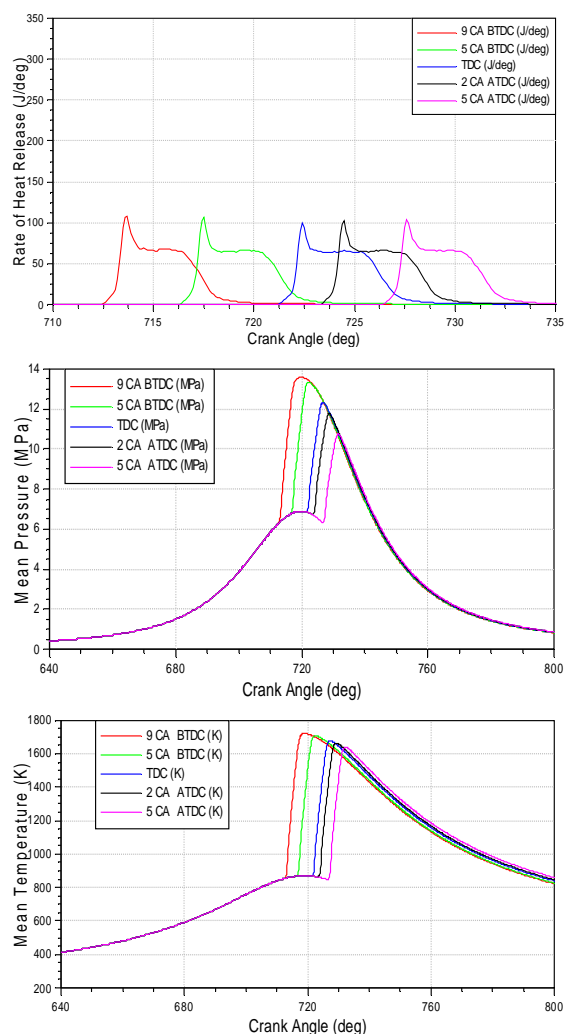 350
300
250
200
150
100
50
0
Rate of Heat Release (J/deg)
9 CA BTDC (J/deg)
5 CA BTDC (J/deg)
TDC (J/deg)
2 CA ATDC (J/deg)
5 CA ATDC (J/deg)
710 715 720 725 730 735
Crank Angle (deg)
14
12
10
8
6
4
2
0
Mean Pressure (MPa)
9 CA BTDC (MPa)
5 CA BTDC (MPa)
TDC (MPa)
2 CA ATDC (MPa)
5 CA ATDC (MPa)
640 680 720 760 800
Crank Angle (deg)
1800
1600
1400
1200
1000
800
600
400
200
Mean Temperature (K)
9 CA BTDC (K)
5 CA BTDC (K)
TDC (K)
2 CA ATDC (K)
5 CA ATDC (K)
640 680 720 760 800
Crank Angle (deg)